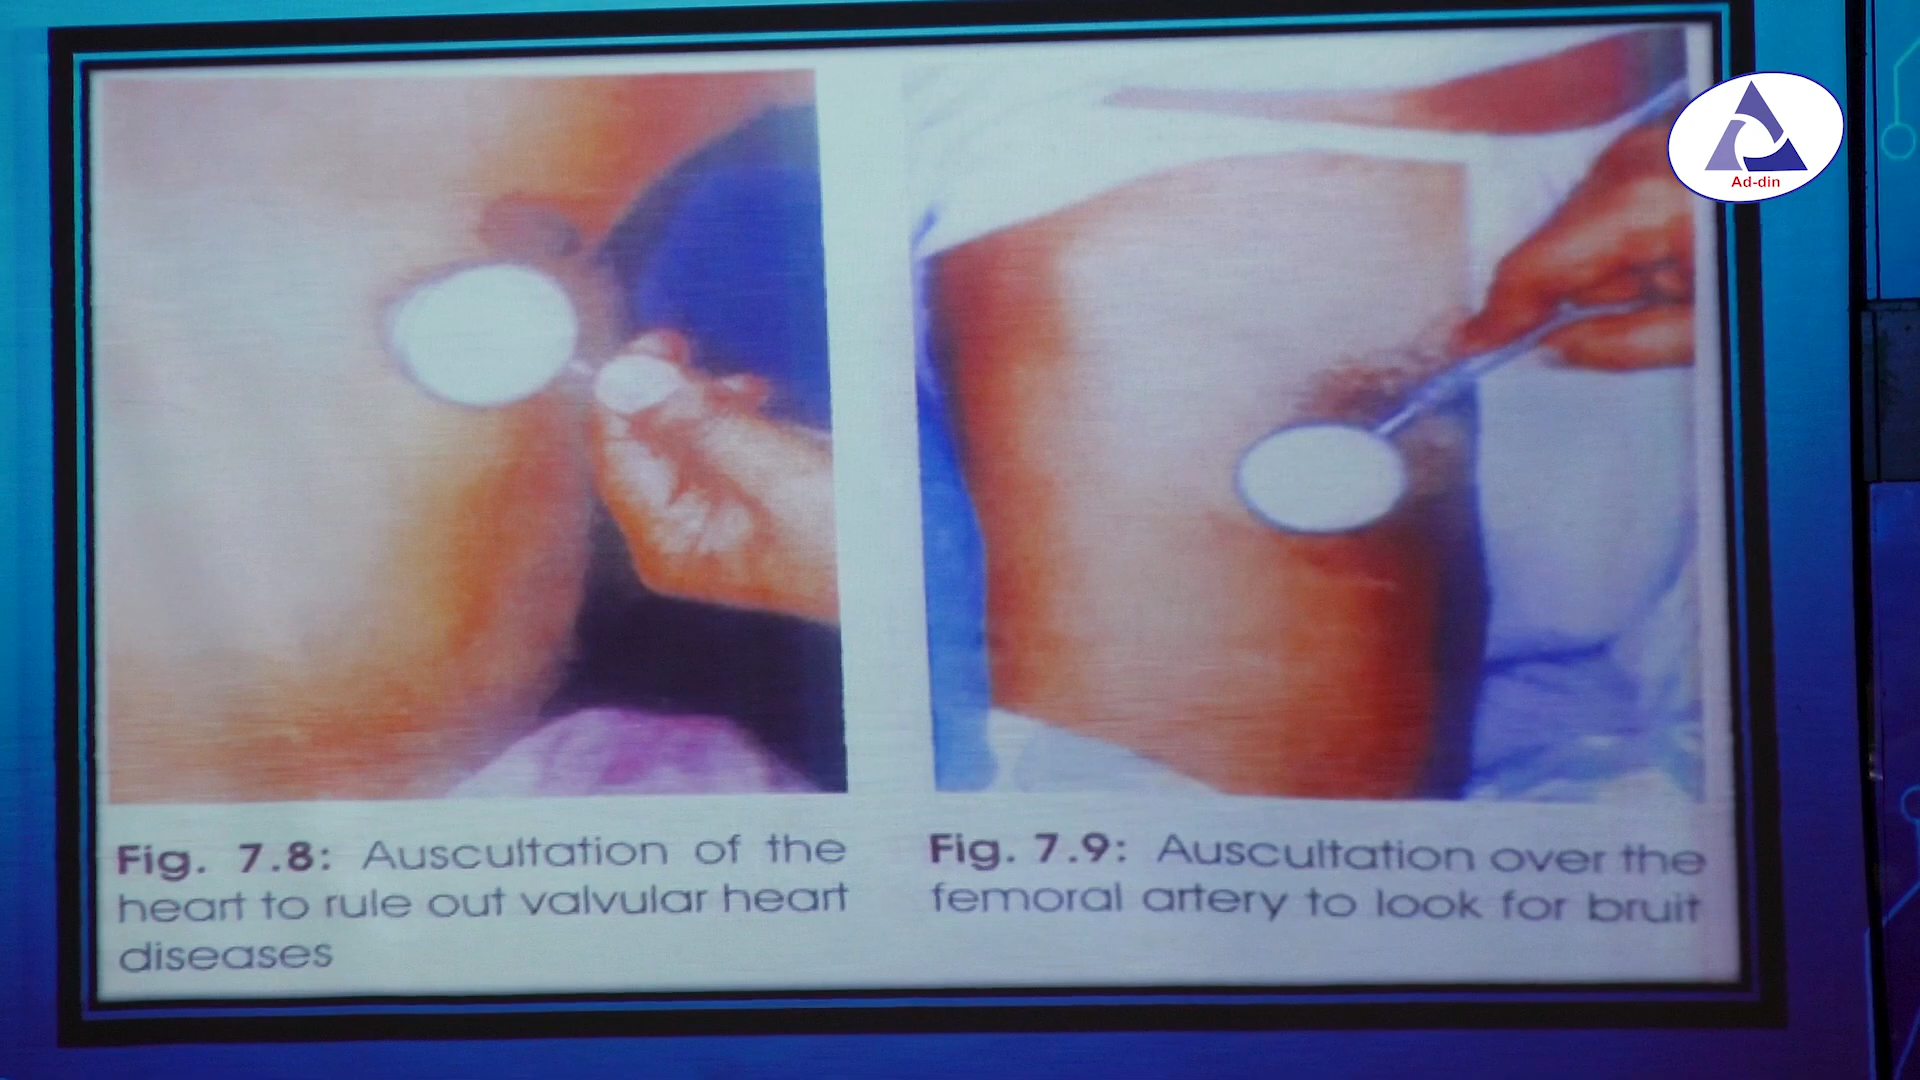 Ad-din
Fig. 7.8: Auscultation of the
heart to rule out valvular heart
diseases
Fig. 7.9: Auscultation over the
femoral artery to look for bruit